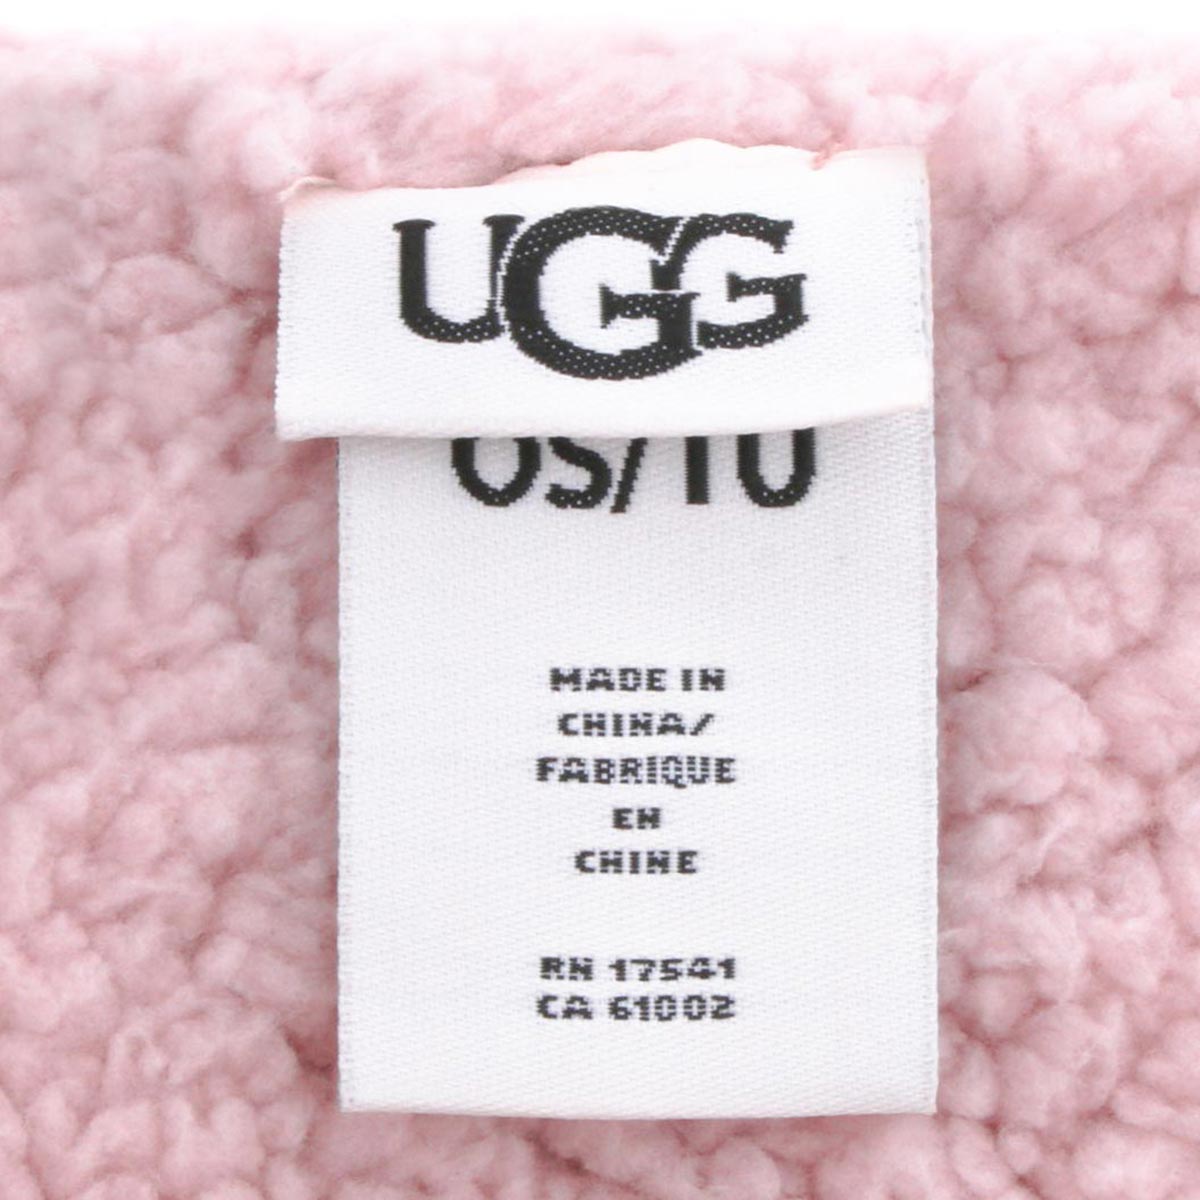 UGG
OS/TU
MADE IN
CHINA/
FABRIQUE
EN
CHINE
RN 17541
CA 61002